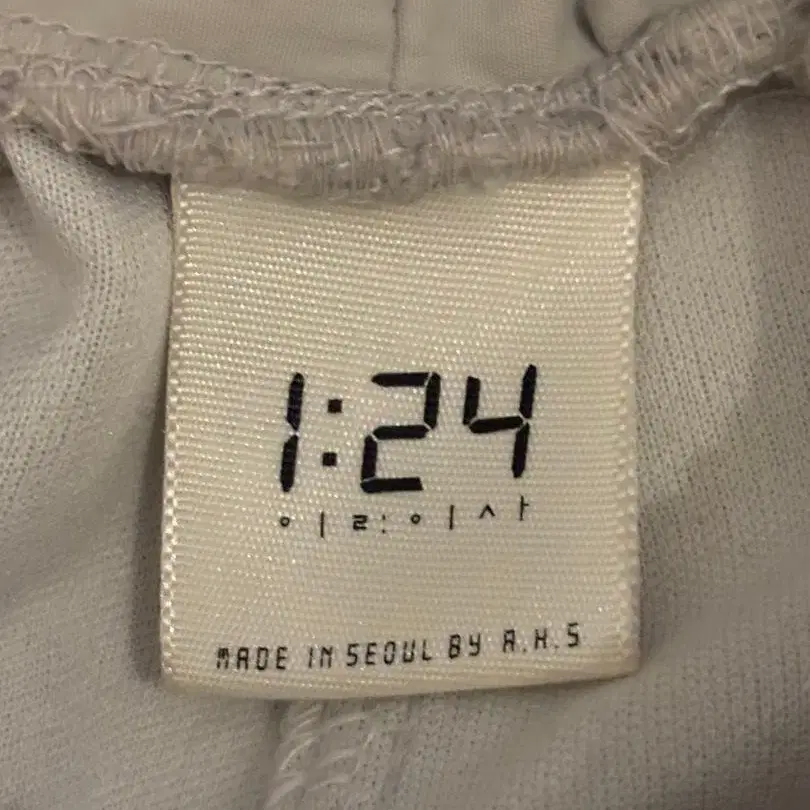 1:24
ㅇㅣㄹ:ㅇㅣㅅㅏ
MADE IN SEOUL BY A.H.S